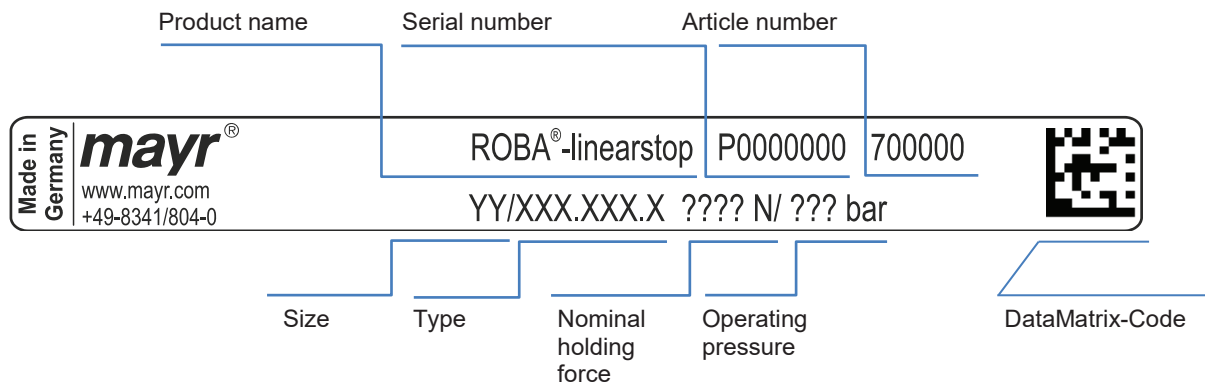 Product name Serial number Article number
Made in
Germany
mayr®
www.mayr.com
+49-8341/804-0
ROBA®-linearstop P0000000 700000
YY/XXX.XXX.X ???? N/ ??? bar
Size Type Nominal
holding
force
Operating
pressure
DataMatrix-Code